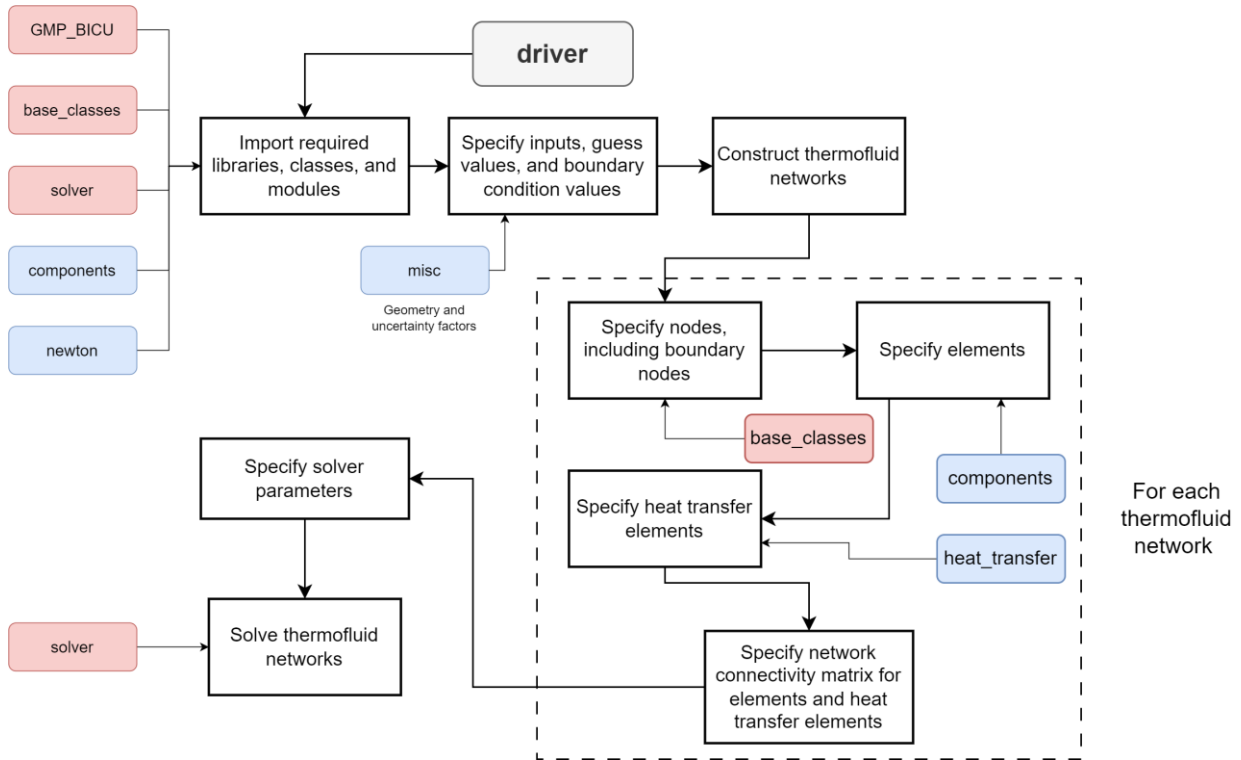 GMP_BICU
driver
base_classes
Import required
libraries, classes, and
modules
Specify inputs, guess
values, and boundary
condition values
Construct thermofluid
networks
solver
components
misc
Geometry and
uncertainty factors
newton
Specify nodes,
including boundary
nodes
Specify elements
base_classes
components
Specify solver
parameters
Specify heat transfer
elements
heat_transfer
For each
thermofluid
network
solver
Solve thermofluid
networks
Specify network
connectivity matrix for
elements and heat
transfer elements